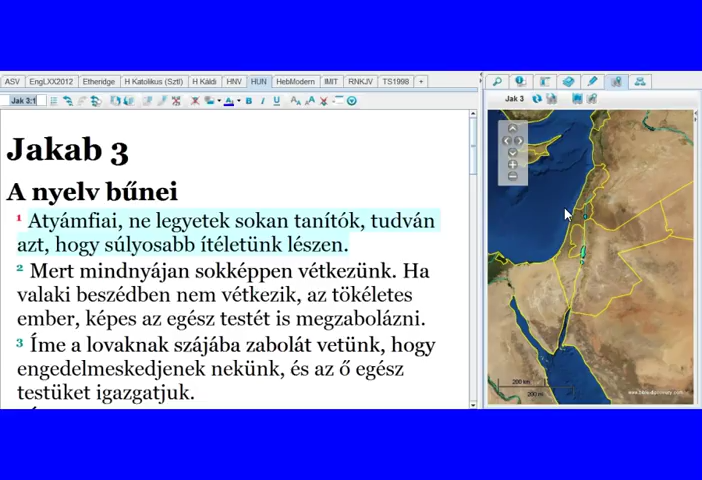 ASV EngLXX2012 Etheridge H Katolikus (SztI) H Káldi HNV HUN HebModern IMIT RNKJV TS1998 +
Jak 3:1
Jak 3
Jakab 3
A nyelv bűnei
1 Atyámfiai, ne legyetek sokan tanítók, tudván
azt, hogy súlyosabb ítéletünk lészen.
2 Mert mindnyájan sokképpen vétkezünk. Ha
valaki beszédben nem vétkezik, az tökéletes
ember, képes az egész testét is megzabolázni.
3 Íme a lovaknak szájába zabolát vetünk, hogy
engedelmeskedjenek nekünk, és az ő egész
testüket igazgatjuk.
200 km
200 mi